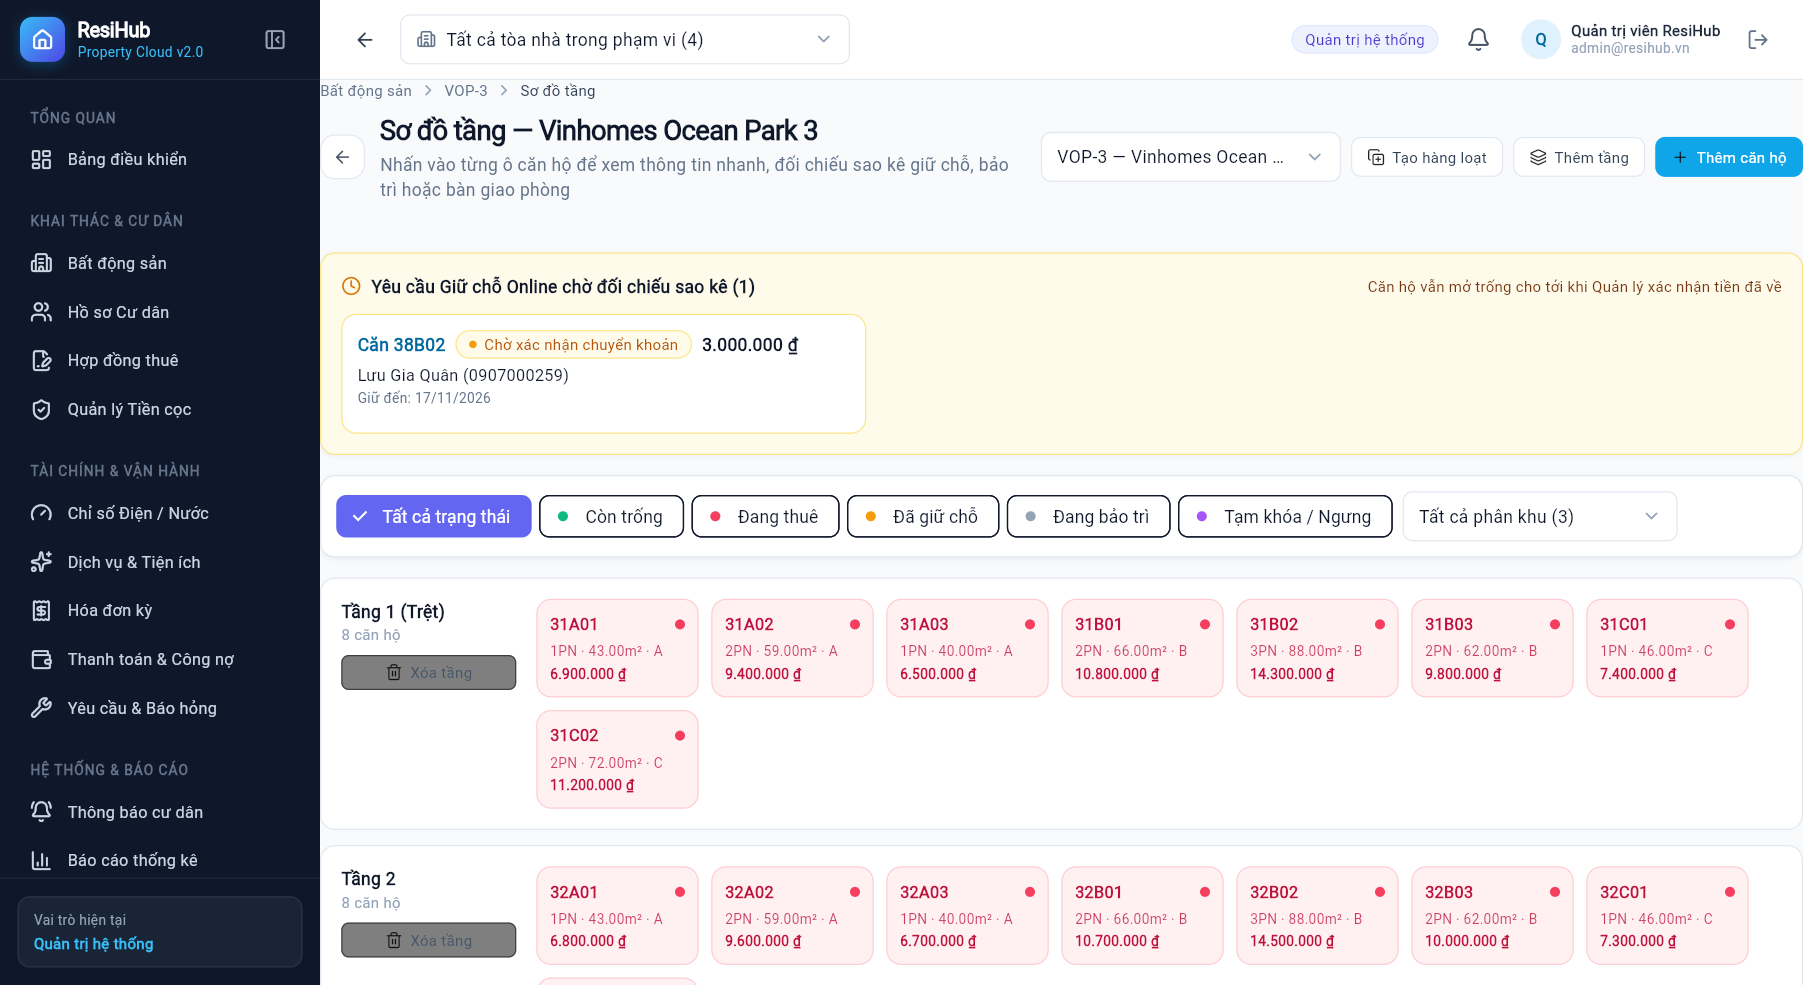 ResiHub
Property Cloud v2.0
TỔNG QUAN
Bảng điều khiển
KHAI THÁC & CƯ DÂN
Bất động sản
Hồ sơ Cư dân
Hợp đồng thuê
Quản lý Tiền cọc
TÀI CHÍNH & VẬN HÀNH
Chỉ số Điện / Nước
Dịch vụ & Tiện ích
Hóa đơn kỳ
Thanh toán & Công nợ
Yêu cầu & Báo hỏng
HỆ THỐNG & BÁO CÁO
Thông báo cư dân
Báo cáo thống kê
Vai trò hiện tại
Quản trị hệ thống
Tất cả tòa nhà trong phạm vi (4)
Quản trị hệ thống
Q
Quản trị viên ResiHub
admin@resihub.vn
Bất động sản > VOP-3 > Sơ đồ tầng
Sơ đồ tầng — Vinhomes Ocean Park 3
Nhấn vào từng ô căn hộ để xem thông tin nhanh, đối chiếu sao kê giữ chỗ, bảo
trì hoặc bàn giao phòng
VOP-3 — Vinhomes Ocean ...
Tạo hàng loạt
Thêm tầng
Thêm căn hộ
Yêu cầu Giữ chỗ Online chờ đối chiếu sao kê (1)
Căn hộ vẫn mở trống cho tới khi Quản lý xác nhận tiền đã về
Căn 38B02 Chờ xác nhận chuyển khoản 3.000.000 ₫
Lưu Gia Quân (0907000259)
Giữ đến: 17/11/2026
Tất cả trạng thái
Còn trống
Đang thuê
Đã giữ chỗ
Đang bảo trì
Tạm khóa / Ngưng
Tất cả phân khu (3)
Tầng 1 (Trệt)
8 căn hộ
Xóa tầng
31A01
1PN · 43.00m² · A
6.900.000 ₫
31A02
2PN · 59.00m² · A
9.400.000 ₫
31A03
1PN · 40.00m² · A
6.500.000 ₫
31B01
2PN · 66.00m² · B
10.800.000 ₫
31B02
3PN · 88.00m² · B
14.300.000 ₫
31B03
2PN · 62.00m² · B
9.800.000 ₫
31C01
1PN · 46.00m² · C
7.400.000 ₫
31C02
2PN · 72.00m² · C
11.200.000 ₫
Tầng 2
8 căn hộ
Xóa tầng
32A01
1PN · 43.00m² · A
6.800.000 ₫
32A02
2PN · 59.00m² · A
9.600.000 ₫
32A03
1PN · 40.00m² · A
6.700.000 ₫
32B01
2PN · 66.00m² · B
10.700.000 ₫
32B02
3PN · 88.00m² · B
14.500.000 ₫
32B03
2PN · 62.00m² · B
10.000.000 ₫
32C01
1PN · 46.00m² · C
7.300.000 ₫